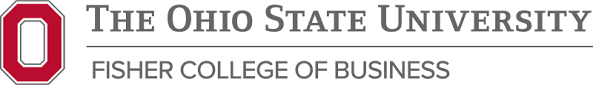 THE OHIO STATE UNIVERSITY
FISHER COLLEGE OF BUSINESS